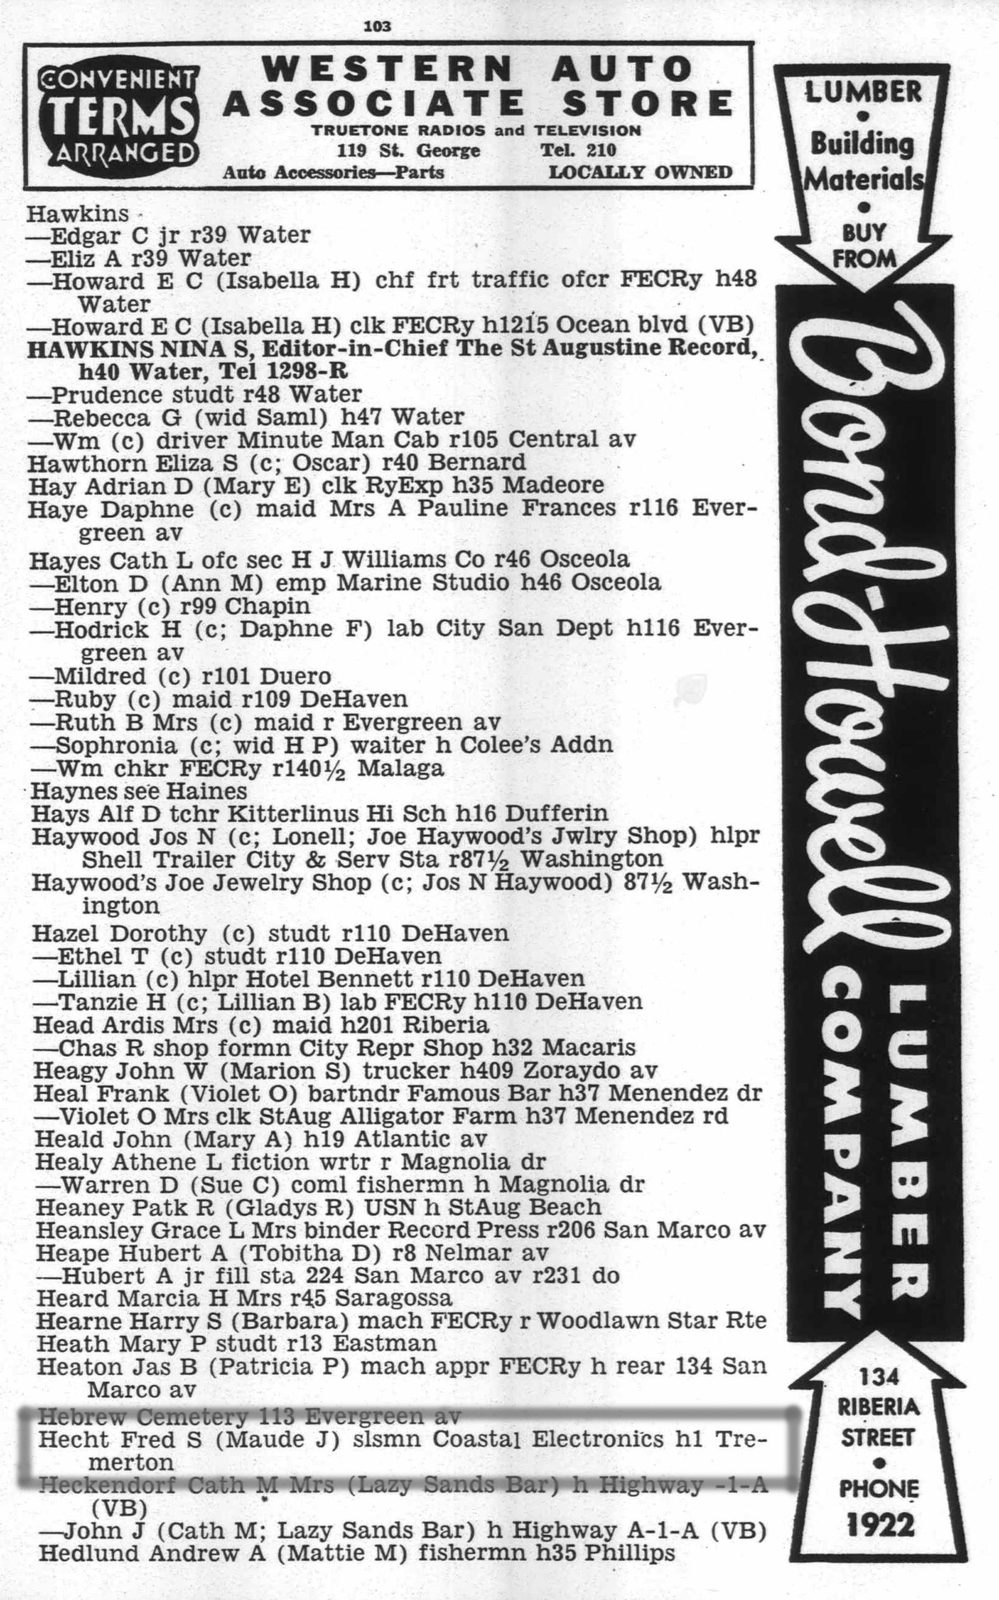 103
CONVENIENT
TERMS
ARRANGED
WESTERN AUTO
ASSOCIATE STORE
TRUETONE RADIOS and TELEVISION
119 St. George Tel. 210
Auto Accessories—Parts LOCALLY OWNED
LUMBER
•
Building
Materials
•
BUY
FROM
Hawkins
—Edgar C jr r39 Water
—Eliz A r39 Water
—Howard E C (Isabella H) chf frt traffic ofcr FECRy h48
Water
—Howard E C (Isabella H) clk FECRy h1215 Ocean blvd (VB)
HAWKINS NINA S, Editor-in-Chief The St Augustine Record,
h40 Water, Tel 1298-R
—Prudence studt r48 Water
—Rebecca G (wid Saml) h47 Water
—Wm (c) driver Minute Man Cab r105 Central av
Hawthorn Eliza S (c; Oscar) r40 Bernard
Hay Adrian D (Mary E) clk RyExp h35 Madeore
Haye Daphne (c) maid Mrs A Pauline Frances r116 Ever-
green av
Hayes Cath L ofc sec H J Williams Co r46 Osceola
—Elton D (Ann M) emp Marine Studio h46 Osceola
—Henry (c) r99 Chapin
—Hodrick H (c; Daphne F) lab City San Dept h116 Ever-
green av
—Mildred (c) r101 Duero
—Ruby (c) maid r109 DeHaven
—Ruth B Mrs (c) maid r Evergreen av
—Sophronia (c; wid H P) waiter h Colee's Addn
—Wm chkr FECRy r140½ Malaga
Haynes see Haines
Hays Alf D tchr Kitterlinus Hi Sch h16 Dufferin
Haywood Jos N (c; Lonell; Joe Haywood's Jwlry Shop) hlpr
Shell Trailer City & Serv Sta r87½ Washington
Haywood's Joe Jewelry Shop (c; Jos N Haywood) 87½ Wash-
ington
Hazel Dorothy (c) studt r110 DeHaven
—Ethel T (c) studt r110 DeHaven
—Lillian (c) hlpr Hotel Bennett r110 DeHaven
—Tanzie H (c; Lillian B) lab FECRy h110 DeHaven
Head Ardis Mrs (c) maid h201 Riberia
—Chas R shop formn City Repr Shop h32 Macaris
Heagy John W (Marion S) trucker h409 Zoraydo av
Heal Frank (Violet O) bartndr Famous Bar h37 Menendez dr
—Violet O Mrs clk StAug Alligator Farm h37 Menendez rd
Heald John (Mary A) h19 Atlantic av
Healy Athene L fiction wrtr r Magnolia dr
—Warren D (Sue C) coml fishermn h Magnolia dr
Heaney Patk R (Gladys R) USN h StAug Beach
Heansley Grace L Mrs binder Record Press r206 San Marco av
Heape Hubert A (Tobitha D) r8 Nelmar av
—Hubert A jr fill sta 224 San Marco av r231 do
Heard Marcia H Mrs r45 Saragossa
Hearne Harry S (Barbara) mach FECRy r Woodlawn Star Rte
Heath Mary P studt r13 Eastman
Heaton Jas B (Patricia P) mach appr FECRy h rear 134 San
Marco av
Hebrew Cemetery 113 Evergreen av
Hecht Fred S (Maude J) slsmn Coastal Electronics h1 Tre-
merton
Heckendorf Cath M Mrs (Lazy Sands Bar) h Highway -1-A
(VB)
—John J (Cath M; Lazy Sands Bar) h Highway A-1-A (VB)
Hedlund Andrew A (Mattie M) fishermn h35 Phillips
Bond-Howell
LUMBER
COMPANY
134
RIBERIA
STREET
•
PHONE
1922